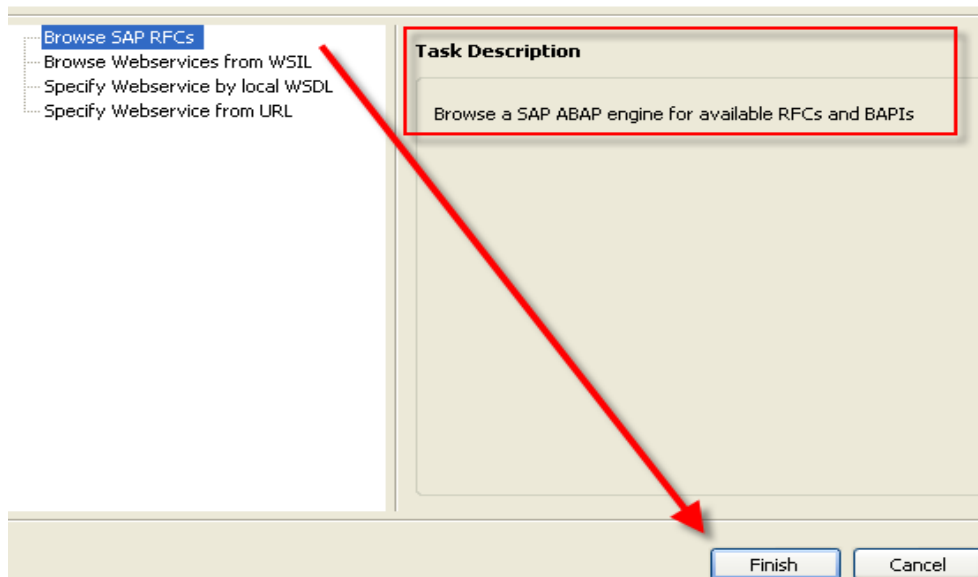 Browse SAP RFCs
Browse Webservices from WSIL
Specify Webservice by local WSDL
Specify Webservice from URL
Task Description
Browse a SAP ABAP engine for available RFCs and BAPIs
Finish
Cancel